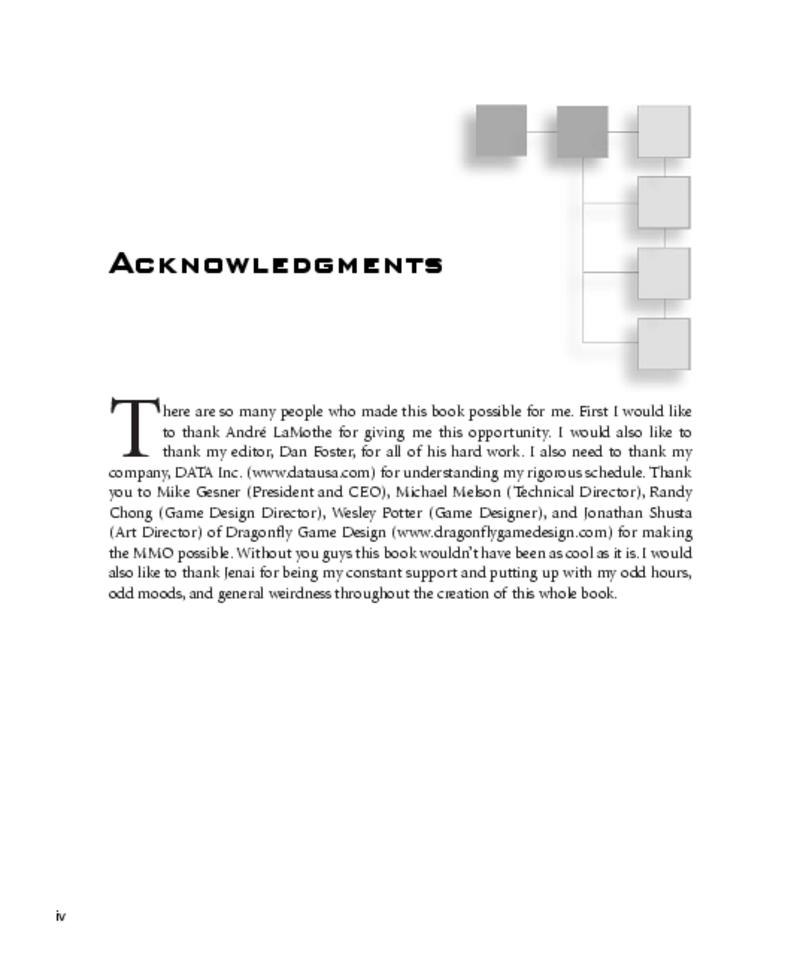 Acknowledgments
There are so many people who made this book possible for me. First I would like
to thank André LaMothe for giving me this opportunity. I would also like to
thank my editor, Dan Foster, for all of his hard work. I also need to thank my
company, DATA Inc. (www.datausa.com) for understanding my rigorous schedule. Thank
you to Mike Gesner (President and CEO), Michael Melson (Technical Director), Randy
Chong (Game Design Director), Wesley Potter (Game Designer), and Jonathan Shusta
(Art Director) of Dragonfly Game Design (www.dragonflygamedesign.com) for making
the MMO possible. Without you guys this book wouldn't have been as cool as it is. I would
also like to thank Jenai for being my constant support and putting up with my odd hours,
odd moods, and general weirdness throughout the creation of this whole book.
iv